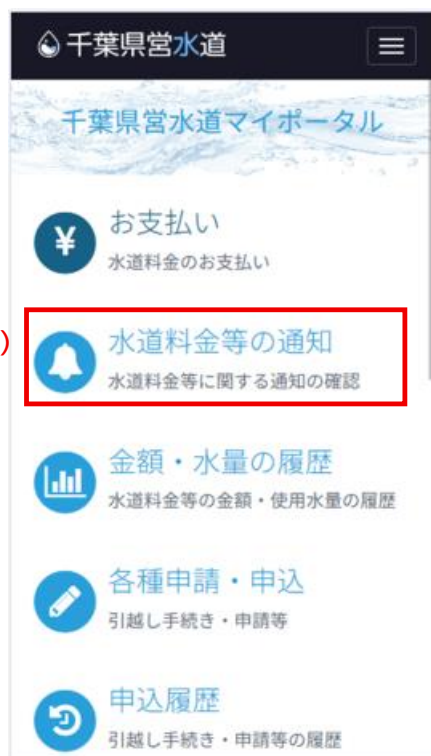 千葉県営水道
千葉県営水道マイポータル
¥
お支払い
水道料金のお支払い
)
水道料金等の通知
水道料金等に関する通知の確認
金額・水量の履歴
水道料金等の金額・使用水量の履歴
各種申請・申込
引越し手続き・申請等
申込履歴
引越し手続き・申請等の履歴